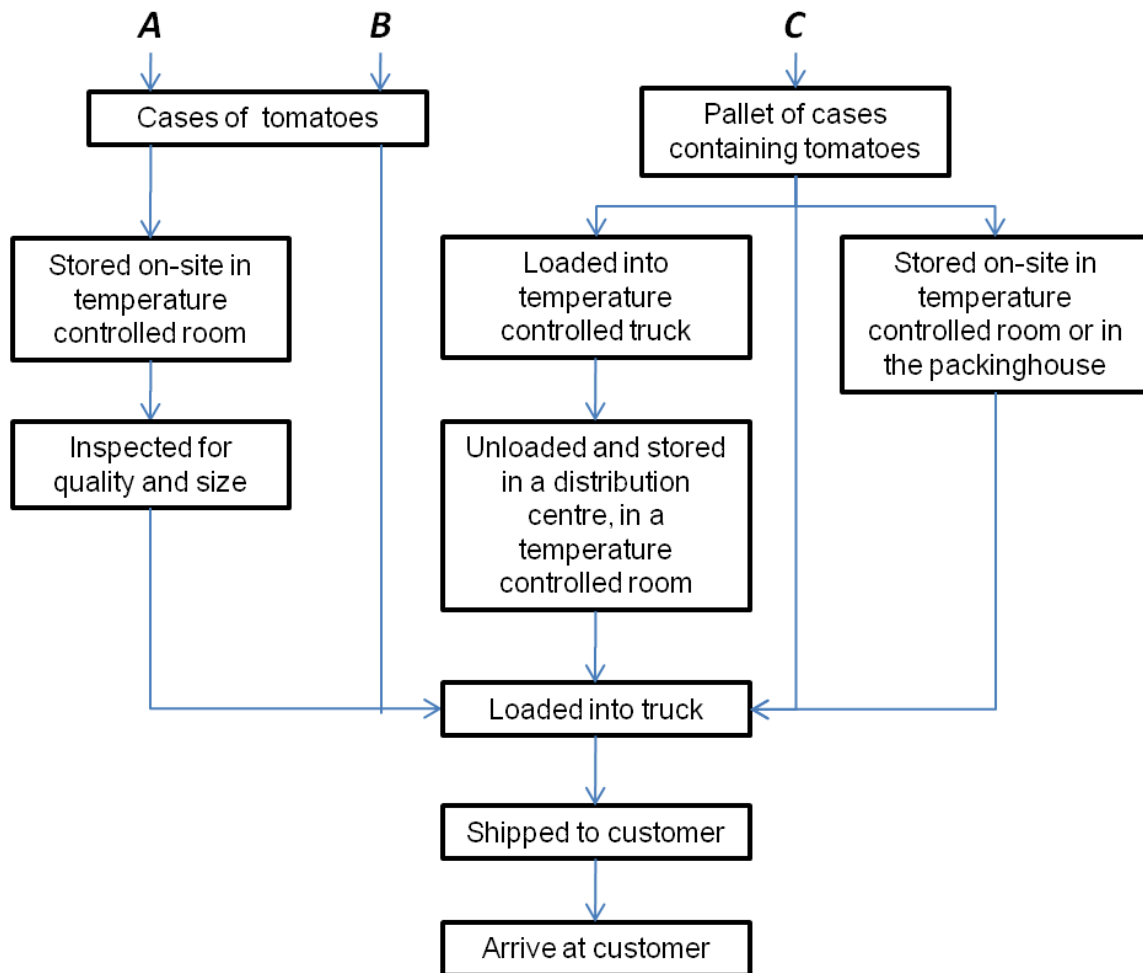 A
B
C
Cases of tomatoes
Pallet of cases
containing tomatoes
Stored on-site in
temperature
controlled room
Loaded into
temperature
controlled truck
Stored on-site in
temperature
controlled room or in
the packinghouse
Inspected for
quality and size
Unloaded and stored
in a distribution
centre, in a
temperature
controlled room
Loaded into truck
Shipped to customer
Arrive at customer